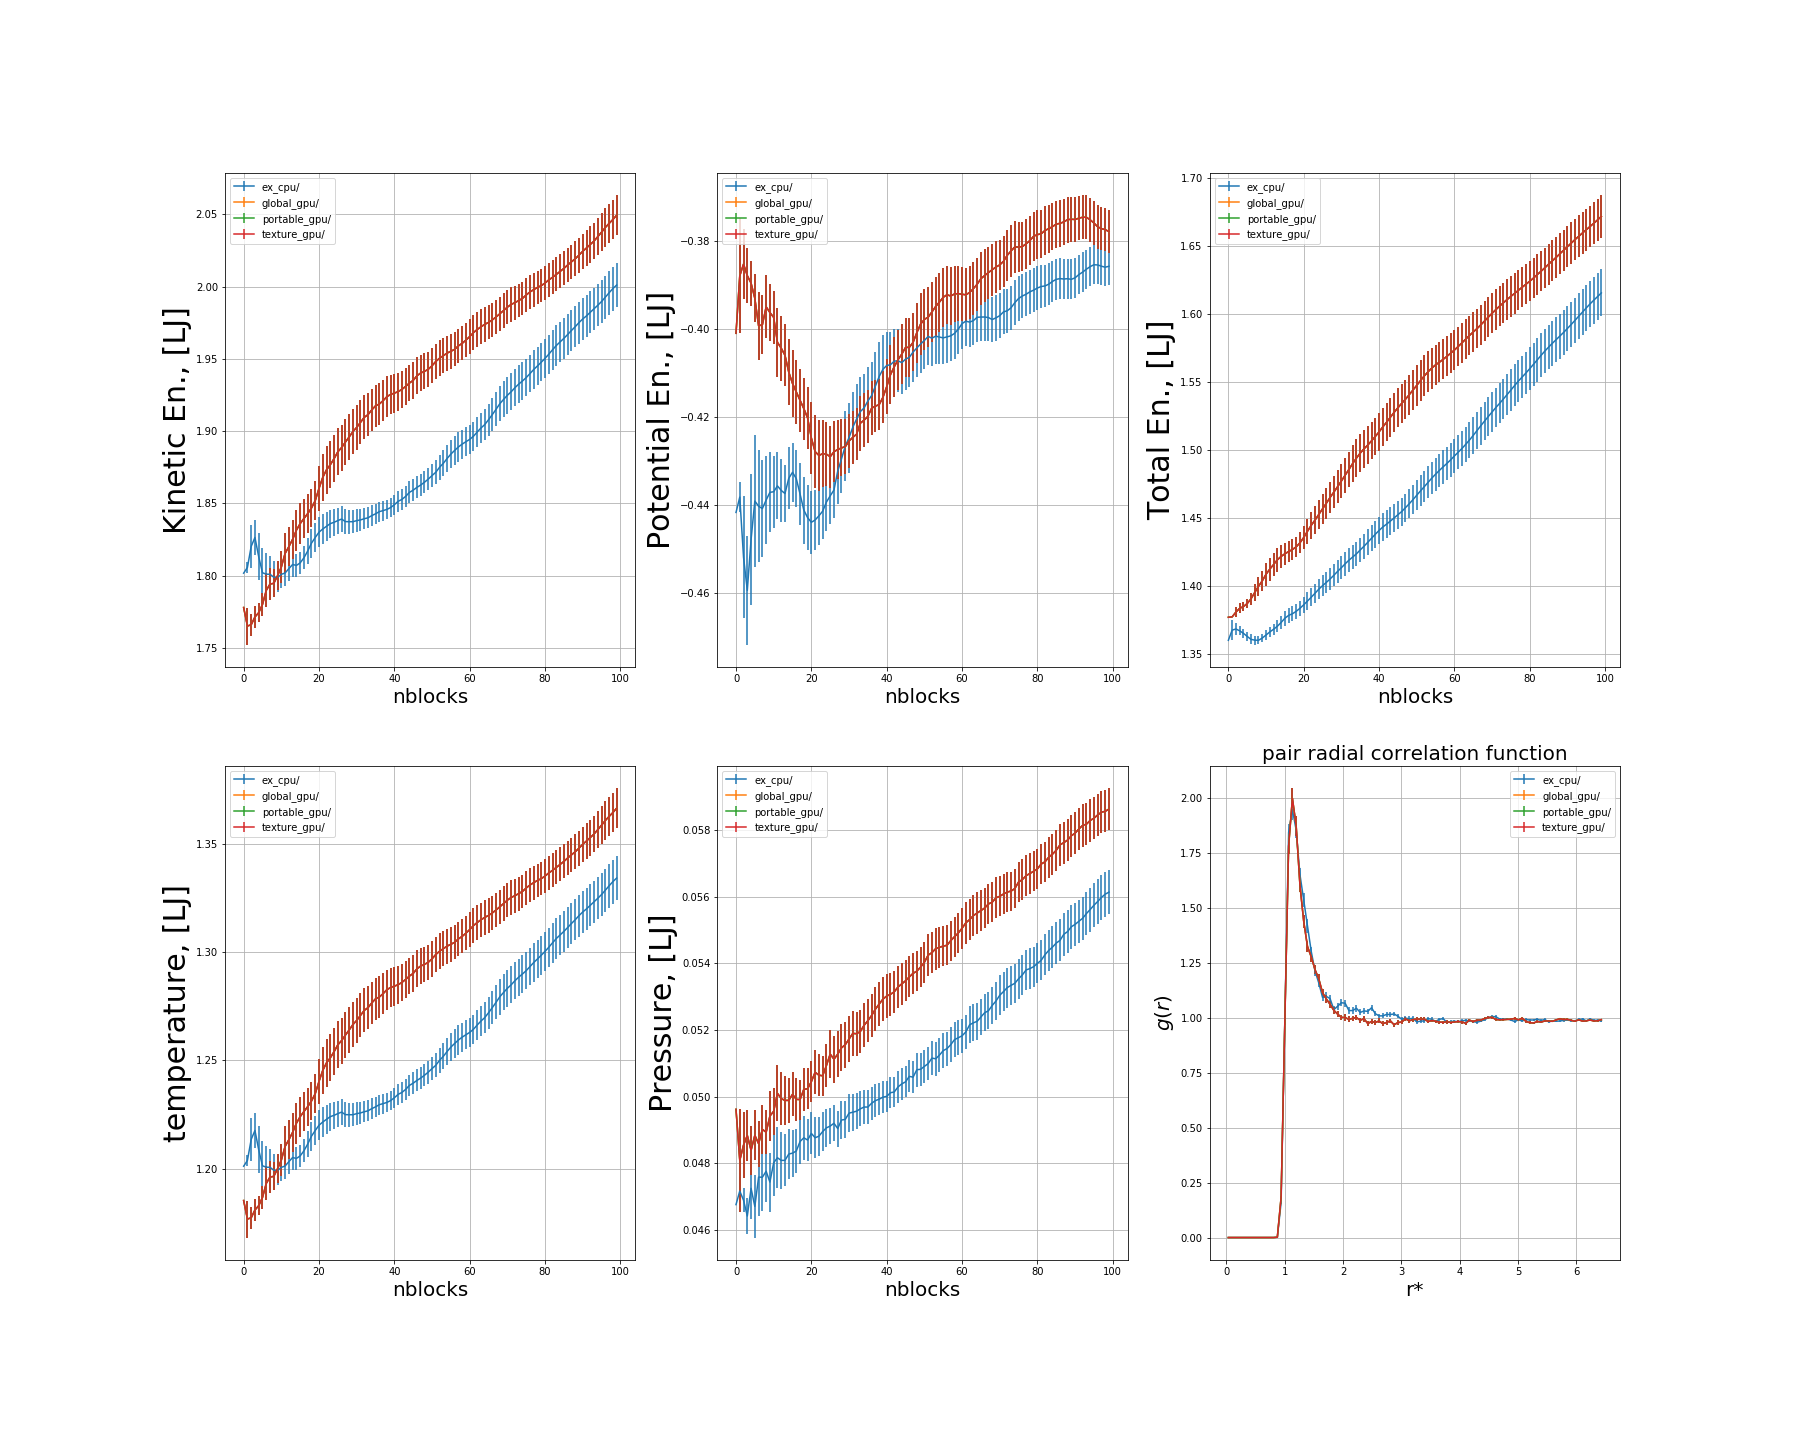 Kinetic En., [LJ]
2.05
2.00
1.95
1.90
1.85
1.80
1.75
ex_cpu/
global_gpu/
portable_gpu/
texture_gpu/
0 20 40 60 80 100
nblocks
Potential En., [LJ]
−0.38
−0.40
−0.42
−0.44
−0.46
ex_cpu/
global_gpu/
portable_gpu/
texture_gpu/
0 20 40 60 80 100
nblocks
Total En., [LJ]
1.70
1.65
1.60
1.55
1.50
1.45
1.40
1.35
ex_cpu/
global_gpu/
portable_gpu/
texture_gpu/
0 20 40 60 80 100
nblocks
temperature, [LJ]
1.35
1.30
1.25
1.20
ex_cpu/
global_gpu/
portable_gpu/
texture_gpu/
0 20 40 60 80 100
nblocks
Pressure, [LJ]
0.058
0.056
0.054
0.052
0.050
0.048
0.046
ex_cpu/
global_gpu/
portable_gpu/
texture_gpu/
0 20 40 60 80 100
nblocks
pair radial correlation function
g(r)
2.00
1.75
1.50
1.25
1.00
0.75
0.50
0.25
0.00
ex_cpu/
global_gpu/
portable_gpu/
texture_gpu/
0 1 2 3 4 5 6
r*